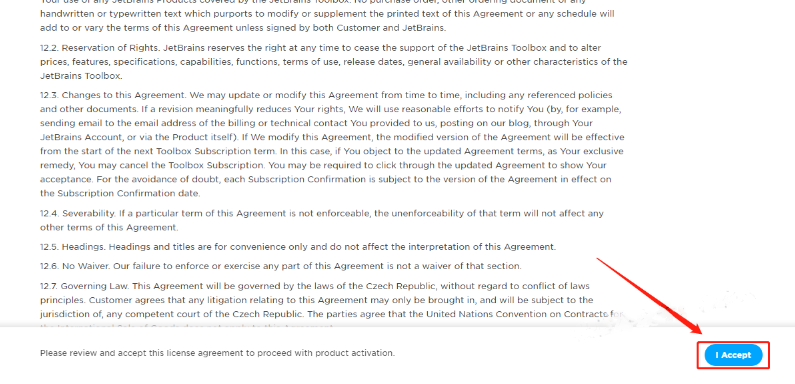 Your use of any JetBrains Products covered by the JetBrains Toolbox. No purchase order, other ordering document or any
handwritten or typewritten text which purports to modify or supplement the printed text of this Agreement or any schedule will
add to or vary the terms of this Agreement unless signed by both Customer and JetBrains.
12.2. Reservation of Rights. JetBrains reserves the right at any time to cease the support of the JetBrains Toolbox and to alter
prices, features, specifications, capabilities, functions, terms of use, release dates, general availability or other characteristics of the
JetBrains Toolbox.
12.3. Changes to this Agreement. We may update or modify this Agreement from time to time, including any referenced policies
and other documents. If a revision meaningfully reduces Your rights, We will use reasonable efforts to notify You (by, for example,
sending email to the email address of the billing or technical contact You provided to us, posting on our blog, through Your
JetBrains Account, or via the Product itself). If We modify this Agreement, the modified version of the Agreement will be effective
from the start of the next Toolbox Subscription term. In this case, if You object to the updated Agreement terms, as Your exclusive
remedy, You may cancel the Toolbox Subscription. You may be required to click through the updated Agreement to show Your
acceptance. For the avoidance of doubt, each Subscription Confirmation is subject to the version of the Agreement in effect on
the Subscription Confirmation date.
12.4. Severability. If a particular term of this Agreement is not enforceable, the unenforceability of that term will not affect any
other terms of this Agreement.
12.5. Headings. Headings and titles are for convenience only and do not affect the interpretation of this Agreement.
12.6. No Waiver. Our failure to enforce or exercise any part of this Agreement is not a waiver of that section.
12.7. Governing Law. This Agreement will be governed by the laws of the Czech Republic, without regard to conflict of laws
principles. Customer agrees that any litigation relating to this Agreement may only be brought in, and will be subject to the
jurisdiction of, any competent court of the Czech Republic. The parties agree that the United Nations Convention on Contracts for
Please review and accept this license agreement to proceed with product activation.
I Accept